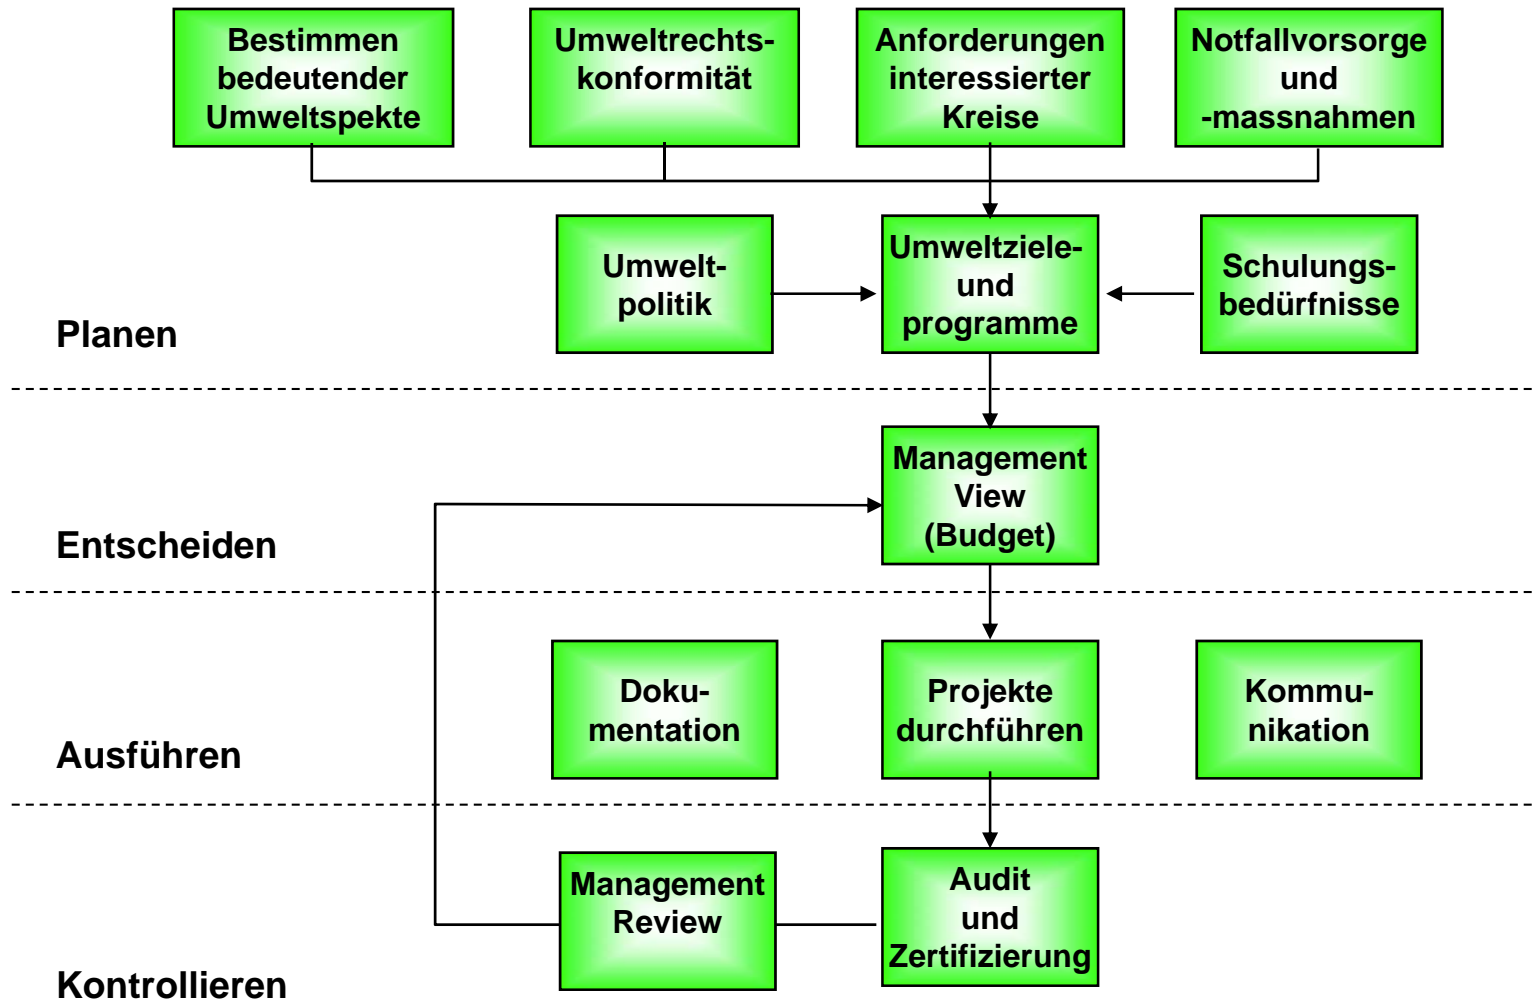 Bestimmen
bedeutender
Umweltspekte
Umweltrechts-
konformität
Anforderungen
interessierter
Kreise
Notfallvorsorge
und
-massnahmen
Umwelt-
politik
Umweltziele-
und
programme
Schulungs-
bedürfnisse
Planen
Management
View
(Budget)
Entscheiden
Doku-
mentation
Projekte
durchführen
Kommu-
nikation
Ausführen
Management
Review
Audit
und
Zertifizierung
Kontrollieren